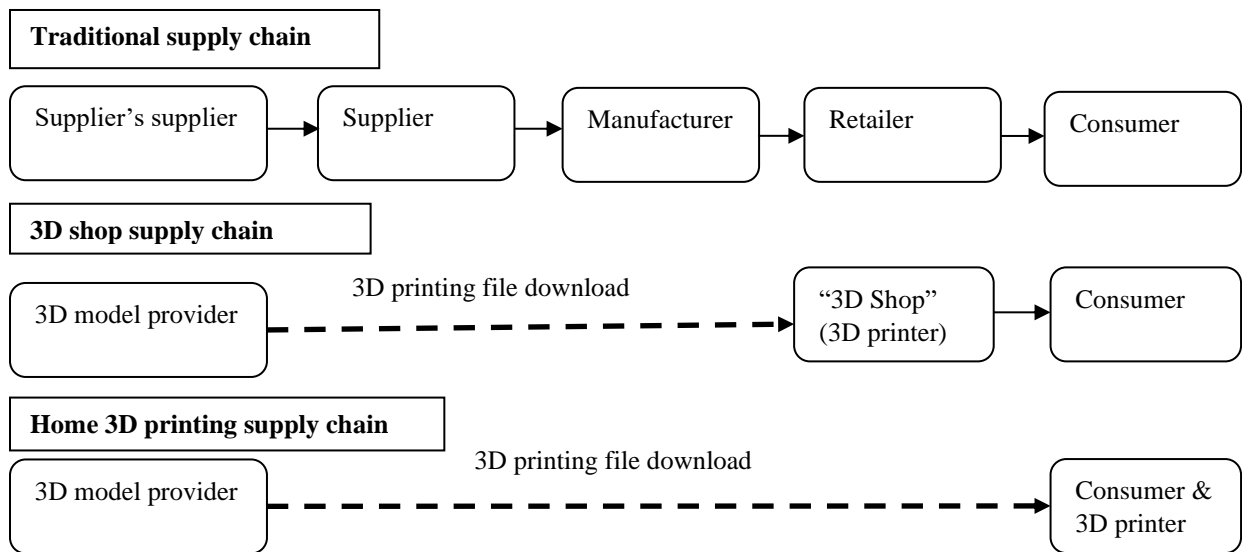 Traditional supply chain
Supplier’s supplier
Supplier
Manufacturer
Retailer
Consumer
3D shop supply chain
3D model provider
3D printing file download
“3D Shop”
(3D printer)
Consumer
Home 3D printing supply chain
3D model provider
3D printing file download
Consumer &
3D printer